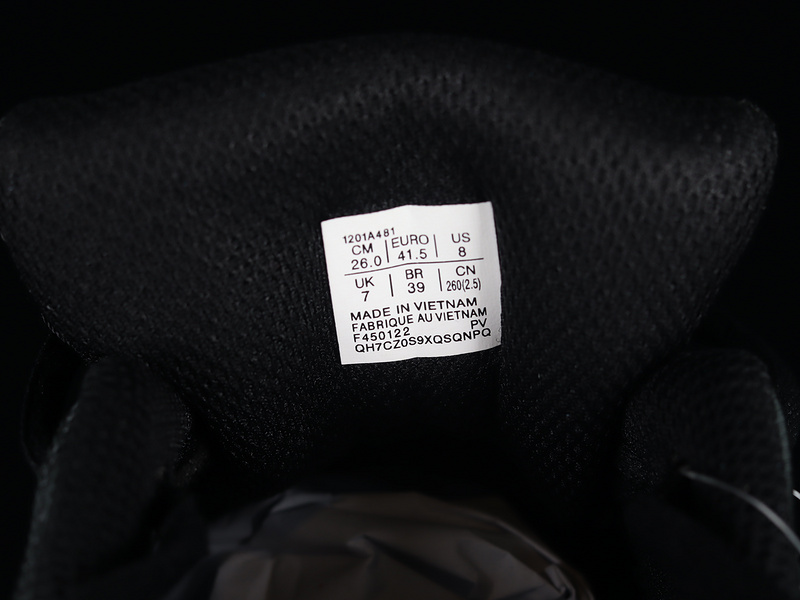 1201A481
CM EURO US
26.0 41.5 8
UK BR CN
7 39 260(2.5)
MADE IN VIETNAM
FABRIQUE AU VIETNAM
F450122 PV
QH7CZ0S9XQSQNPQ